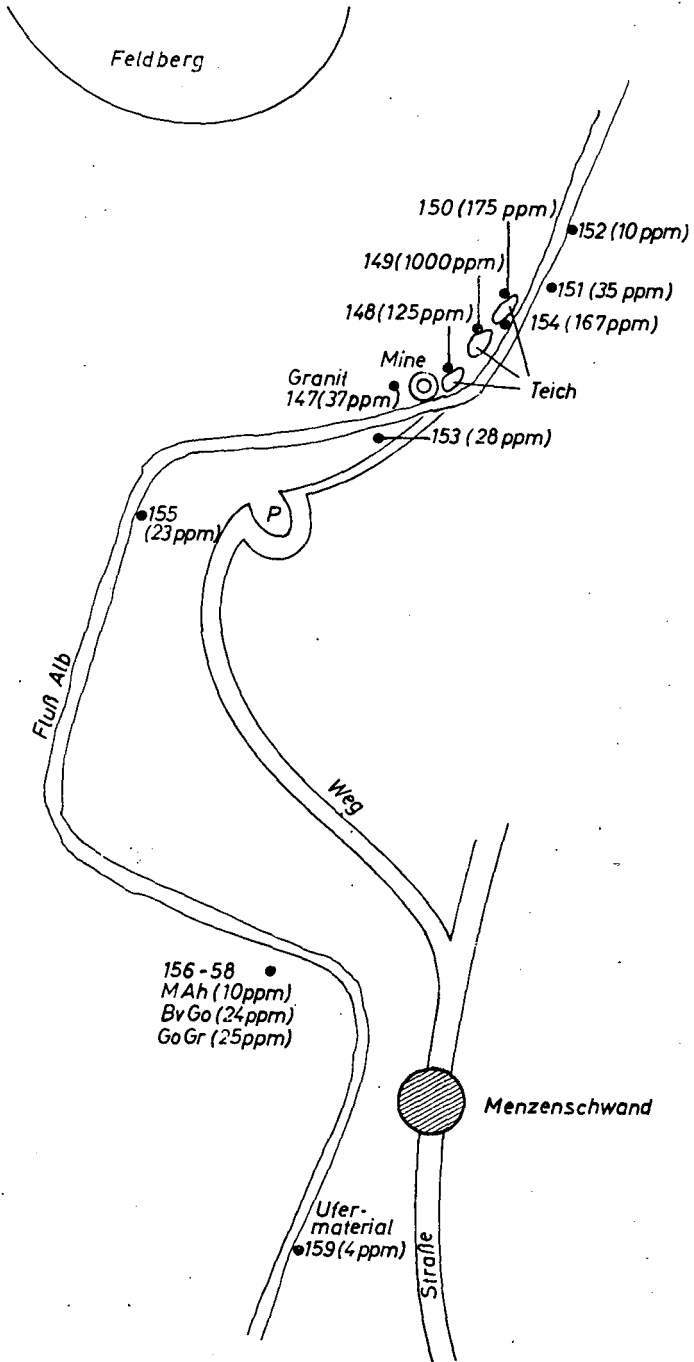 Feldberg
150 (175 ppm)
152 (10 ppm)
149 (1000 ppm)
151 (35 ppm)
148 (125 ppm)
154 (167 ppm)
Mine
Granit
147 (37 ppm)
Teich
153 (28 ppm)
P
155
(23 ppm)
Fluß Alb
Weg
156-58
M Ah (10 ppm)
Bv Go (24 ppm)
Go Gr (25 ppm)
Menzenschwand
Ufer-
material
159 (4 ppm)
Straße